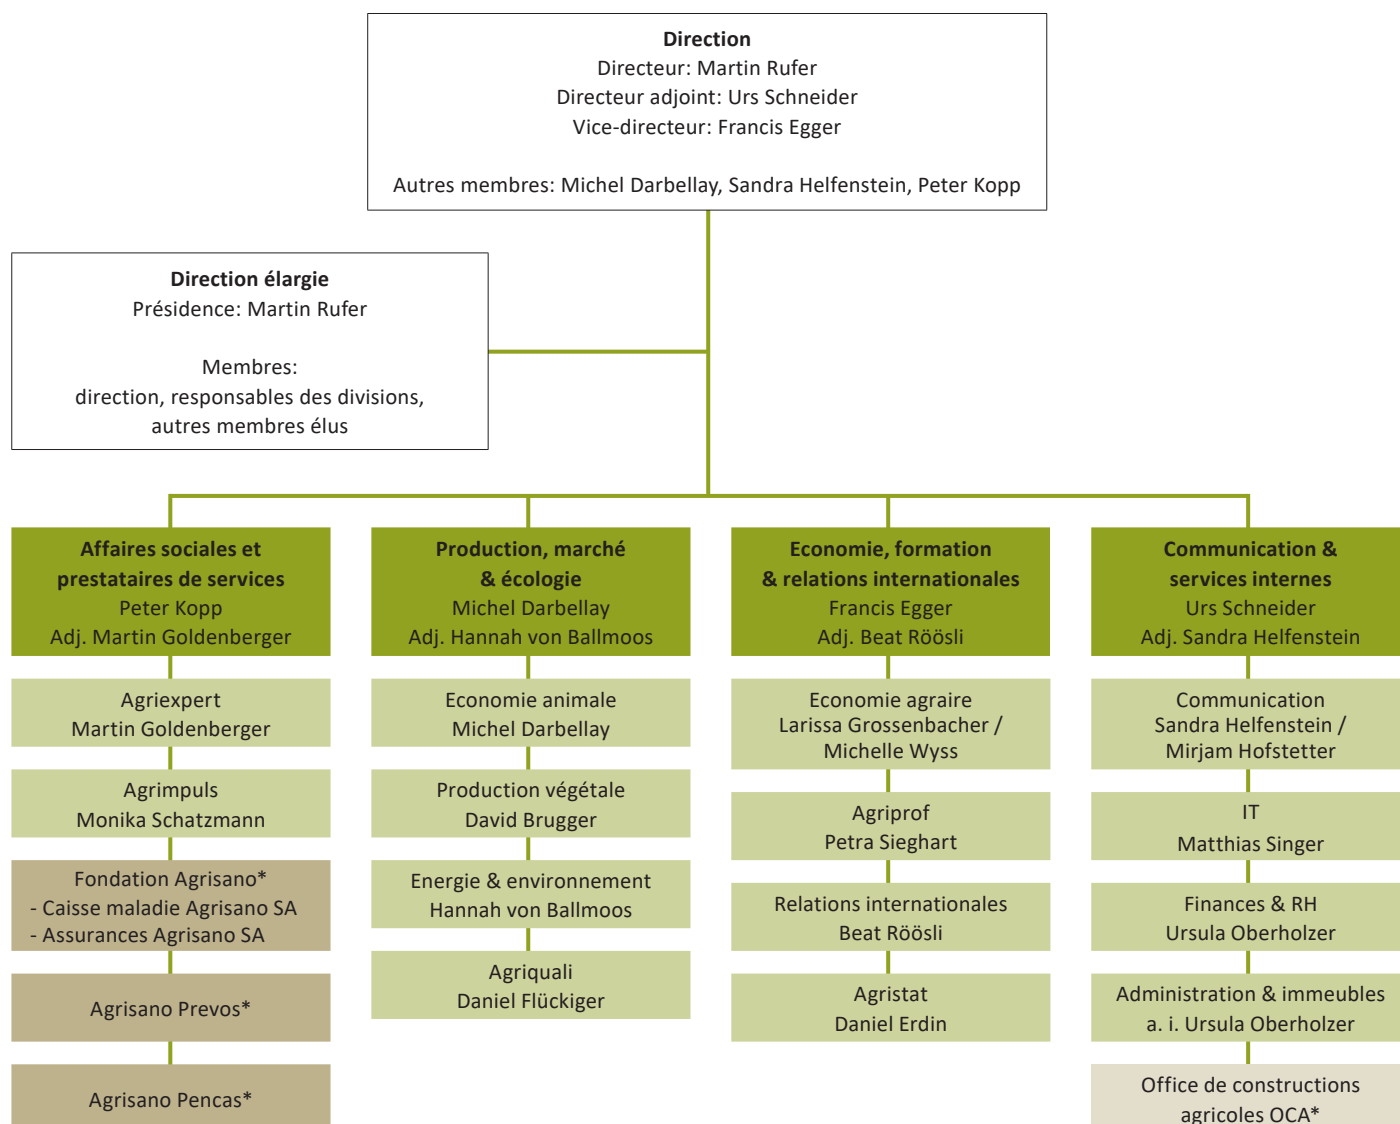 Direction
Directeur: Martin Rufer
Directeur adjoint: Urs Schneider
Vice-directeur: Francis Egger
Autres membres: Michel Darbellay, Sandra Helfenstein, Peter Kopp
Direction élargie
Présidence: Martin Rufer
Membres:
direction, responsables des divisions,
autres membres élus
Affaires sociales et
prestataires de services
Peter Kopp
Adj. Martin Goldenberger
Agriexpert
Martin Goldenberger
Agrimpuls
Monika Schatzmann
Fondation Agrisano*
- Caisse maladie Agrisano SA
- Assurances Agrisano SA
Agrisano Prevos*
Agrisano Pencas*
Production, marché
& écologie
Michel Darbellay
Adj. Hannah von Ballmoos
Economie animale
Michel Darbellay
Production végétale
David Brugger
Energie & environnement
Hannah von Ballmoos
Agriquali
Daniel Flückiger
Economie, formation
& relations internationales
Francis Egger
Adj. Beat Röösli
Economie agraire
Larissa Grossenbacher /
Michelle Wyss
Agriprof
Petra Sieghart
Relations internationales
Beat Röösli
Agristat
Daniel Erdin
Communication &
services internes
Urs Schneider
Adj. Sandra Helfenstein
Communication
Sandra Helfenstein /
Mirjam Hofstetter
IT
Matthias Singer
Finances & RH
Ursula Oberholzer
Administration & immeubles
a. i. Ursula Oberholzer
Office de constructions
agricoles OCA*